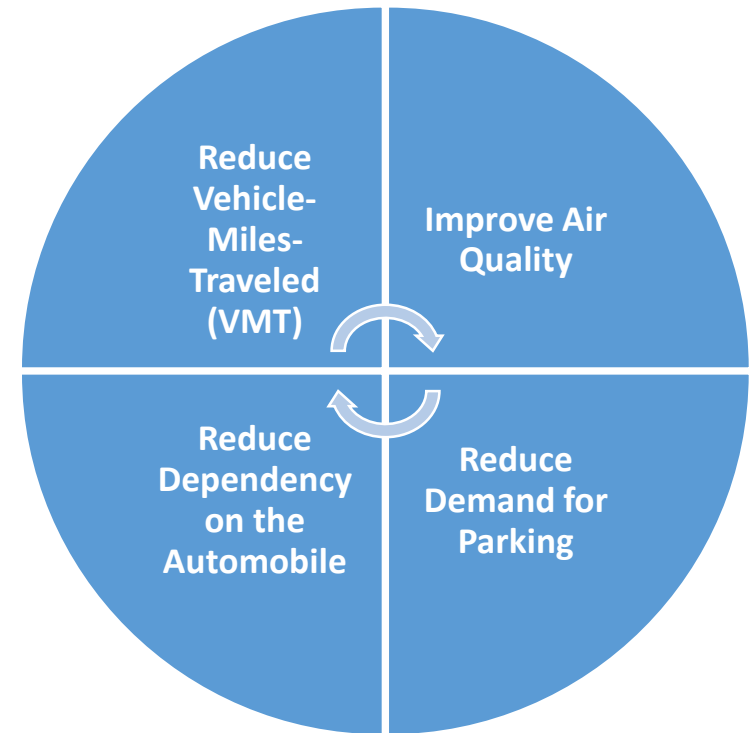 Reduce
Vehicle-
Miles-
Traveled
(VMT)
Improve Air
Quality
Reduce
Dependency
on the
Automobile
Reduce
Demand for
Parking